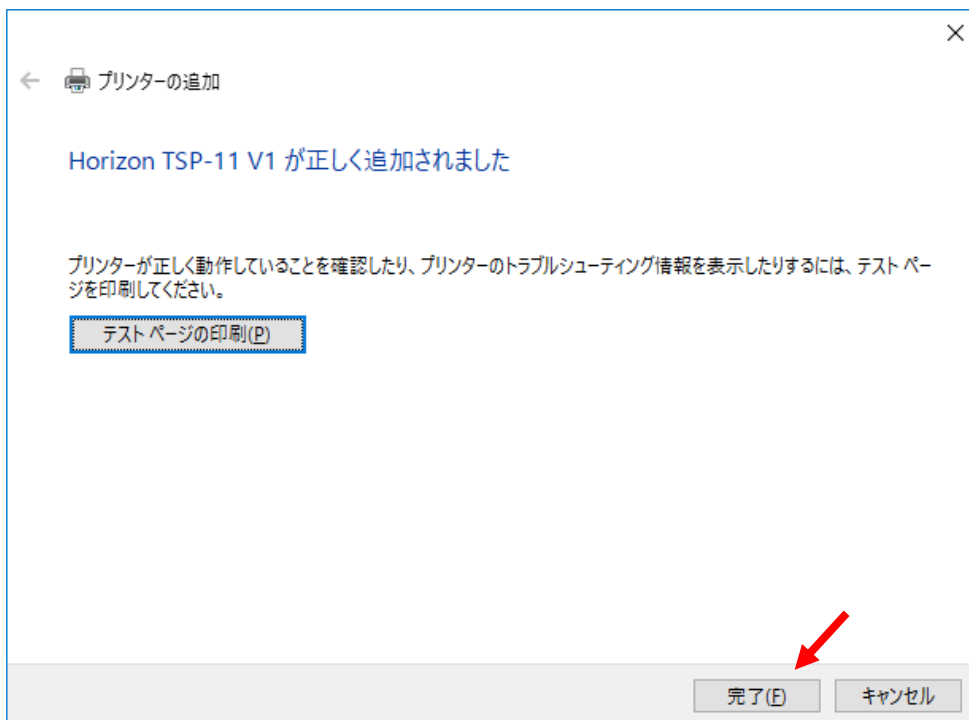 プリンターの追加
Horizon TSP-11 V1 が正しく追加されました
プリンターが正しく動作していることを確認したり、プリンターのトラブルシューティング情報を表示したりするには、テスト ペー
ジを印刷してください。
テスト ページの印刷(P)
完了(F) キャンセル